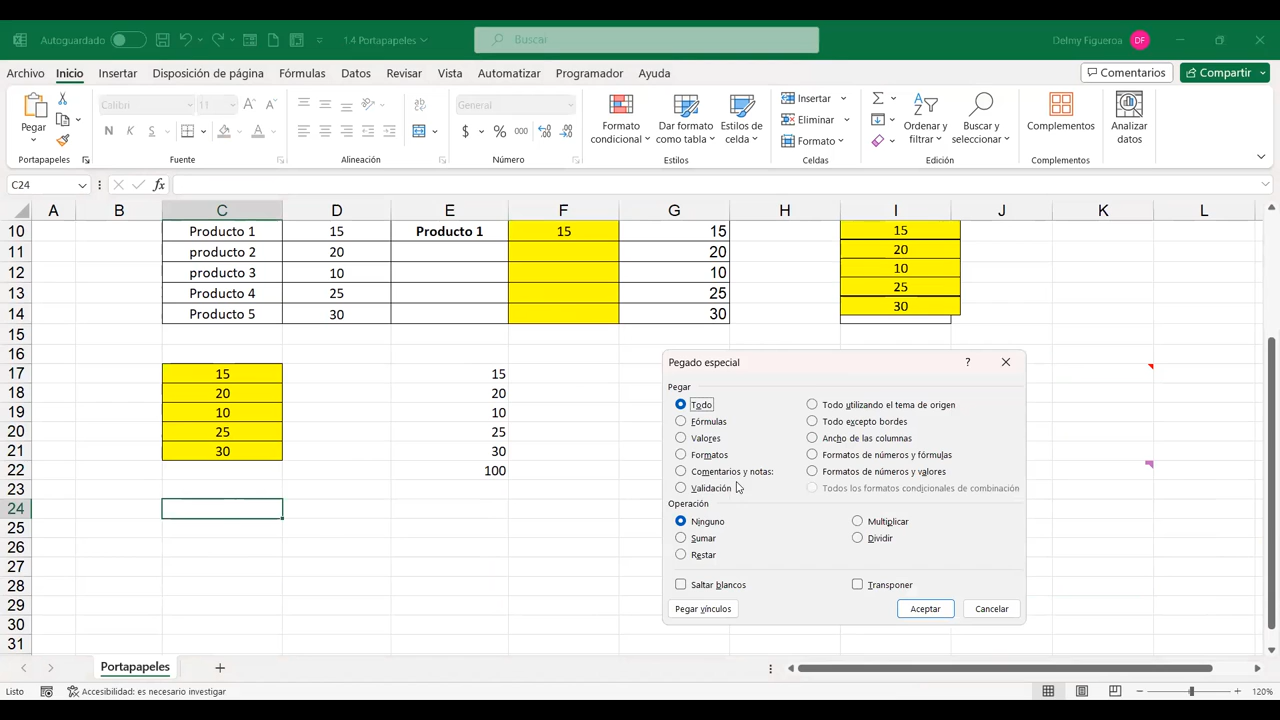 Autoguardado
1.4 Portapapeles
Buscar
Delmy Figueroa
DF
Archivo Inicio Insertar Disposición de página Fórmulas Datos Revisar Vista Automatizar Programador Ayuda
Comentarios Compartir
Pegar
Portapapeles
Calibri 11
N K S
Fuente
Alineación
General
$ % 000
Número
Formato condicional
Dar formato como tabla
Estilos de celda
Estilos
Insertar
Eliminar
Formato
Celdas
Ordenar y filtrar
Buscar y seleccionar
Edición
Complementos
Complementos
Analizar datos
C24
fx
A B C D E F G H I J K L
10 Producto 1 15 Producto 1 15 15 15
11 producto 2 20 20 20
12 producto 3 10 10 10
13 Producto 4 25 25 25
14 Producto 5 30 30 30
15
16
17 15 15
18 20 20
19 10 10
20 25 25
21 30 30
22 100
23
24
25
26
27
28
29
30
31
Pegado especial ?
Pegar
Todo Todo utilizando el tema de origen
Fórmulas Todo excepto bordes
Valores Ancho de las columnas
Formatos Formatos de números y fórmulas
Comentarios y notas: Formatos de números y valores
Validación Todos los formatos condicionales de combinación
Operación
Ninguno Multiplicar
Sumar Dividir
Restar
Saltar blancos Transponer
Pegar vínculos Aceptar Cancelar
Portapapeles
Listo Accesibilidad: es necesario investigar 120%